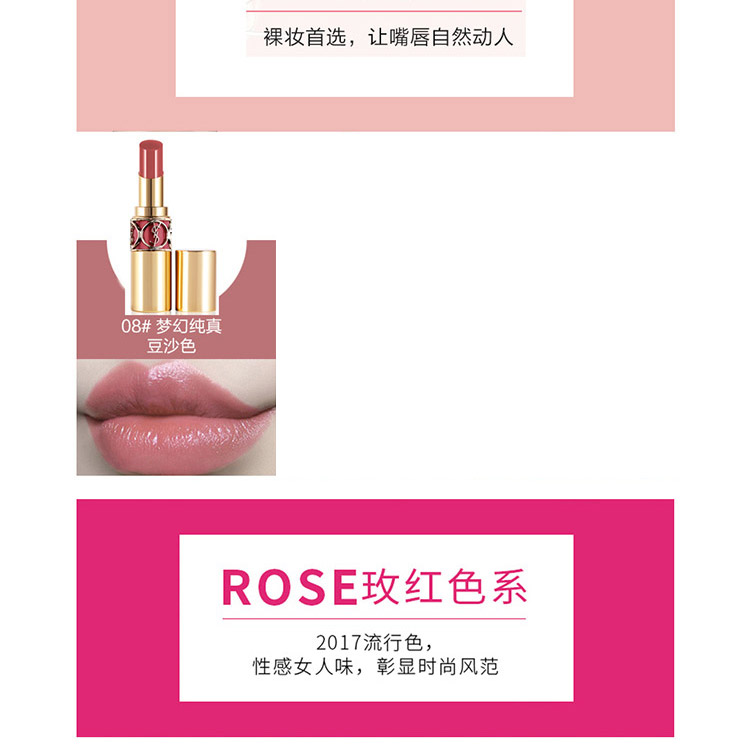 裸妆首选，让嘴唇自然动人
YSL
08# 梦幻纯真
豆沙色
ROSE玫红色系
2017流行色，
性感女人味，彰显时尚风范